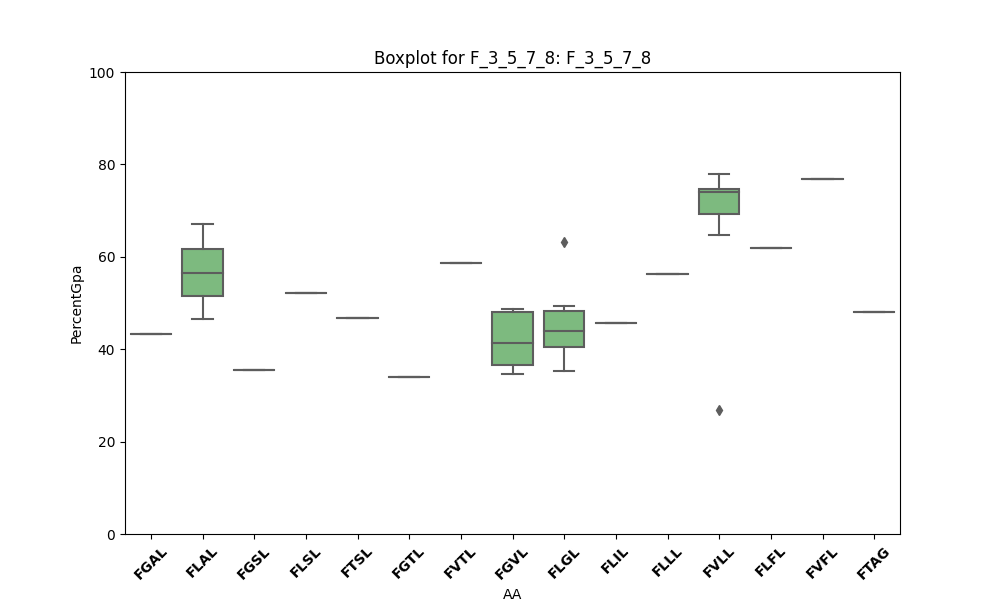 Boxplot for F_3_5_7_8: F_3_5_7_8
100
80
60
40
20
0
PercentGpa
FGAL FLAL FGSL FLSL FTSL FGTL FVTL FGVL FLGL FLIL FLLL FVLL FLFL FVFL FTAG
AA